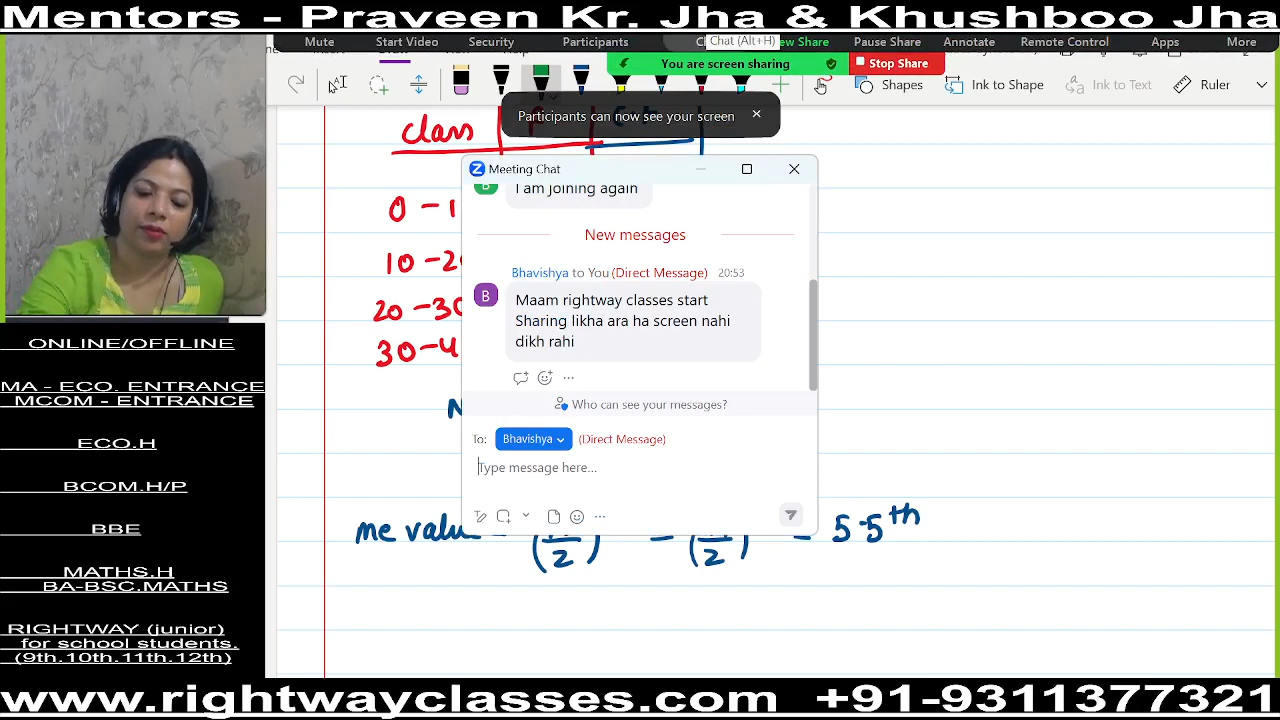 Mentors - Praveen Kr. Jha & Khushboo Jha
Mute Start Video Security Participants Chat (Alt+H) New Share Pause Share Annotate Remote Control Apps More
You are screen sharing Stop Share
Shapes Ink to Shape Ink to Text Ruler
Participants can now see your screen
class
0 - 1
10 - 20
20 - 30
30 - 4
me value = (2) = (2) = 5.5th
Meeting Chat
I am joining again
New messages
Bhavishya to You (Direct Message) 20:53
B
Maam rightway classes start
Sharing likha ara ha screen nahi
dikh rahi
Who can see your messages?
To: Bhavishya (Direct Message)
Type message here...
ONLINE/OFFLINE
MA - ECO. ENTRANCE
MCOM - ENTRANCE
ECO.H
BCOM.H/P
BBE
MATHS.H
BA-BSC.MATHS
RIGHTWAY (junior)
for school students.
(9th.10th.11th.12th)
www.rightwayclasses.com +91-9311377321